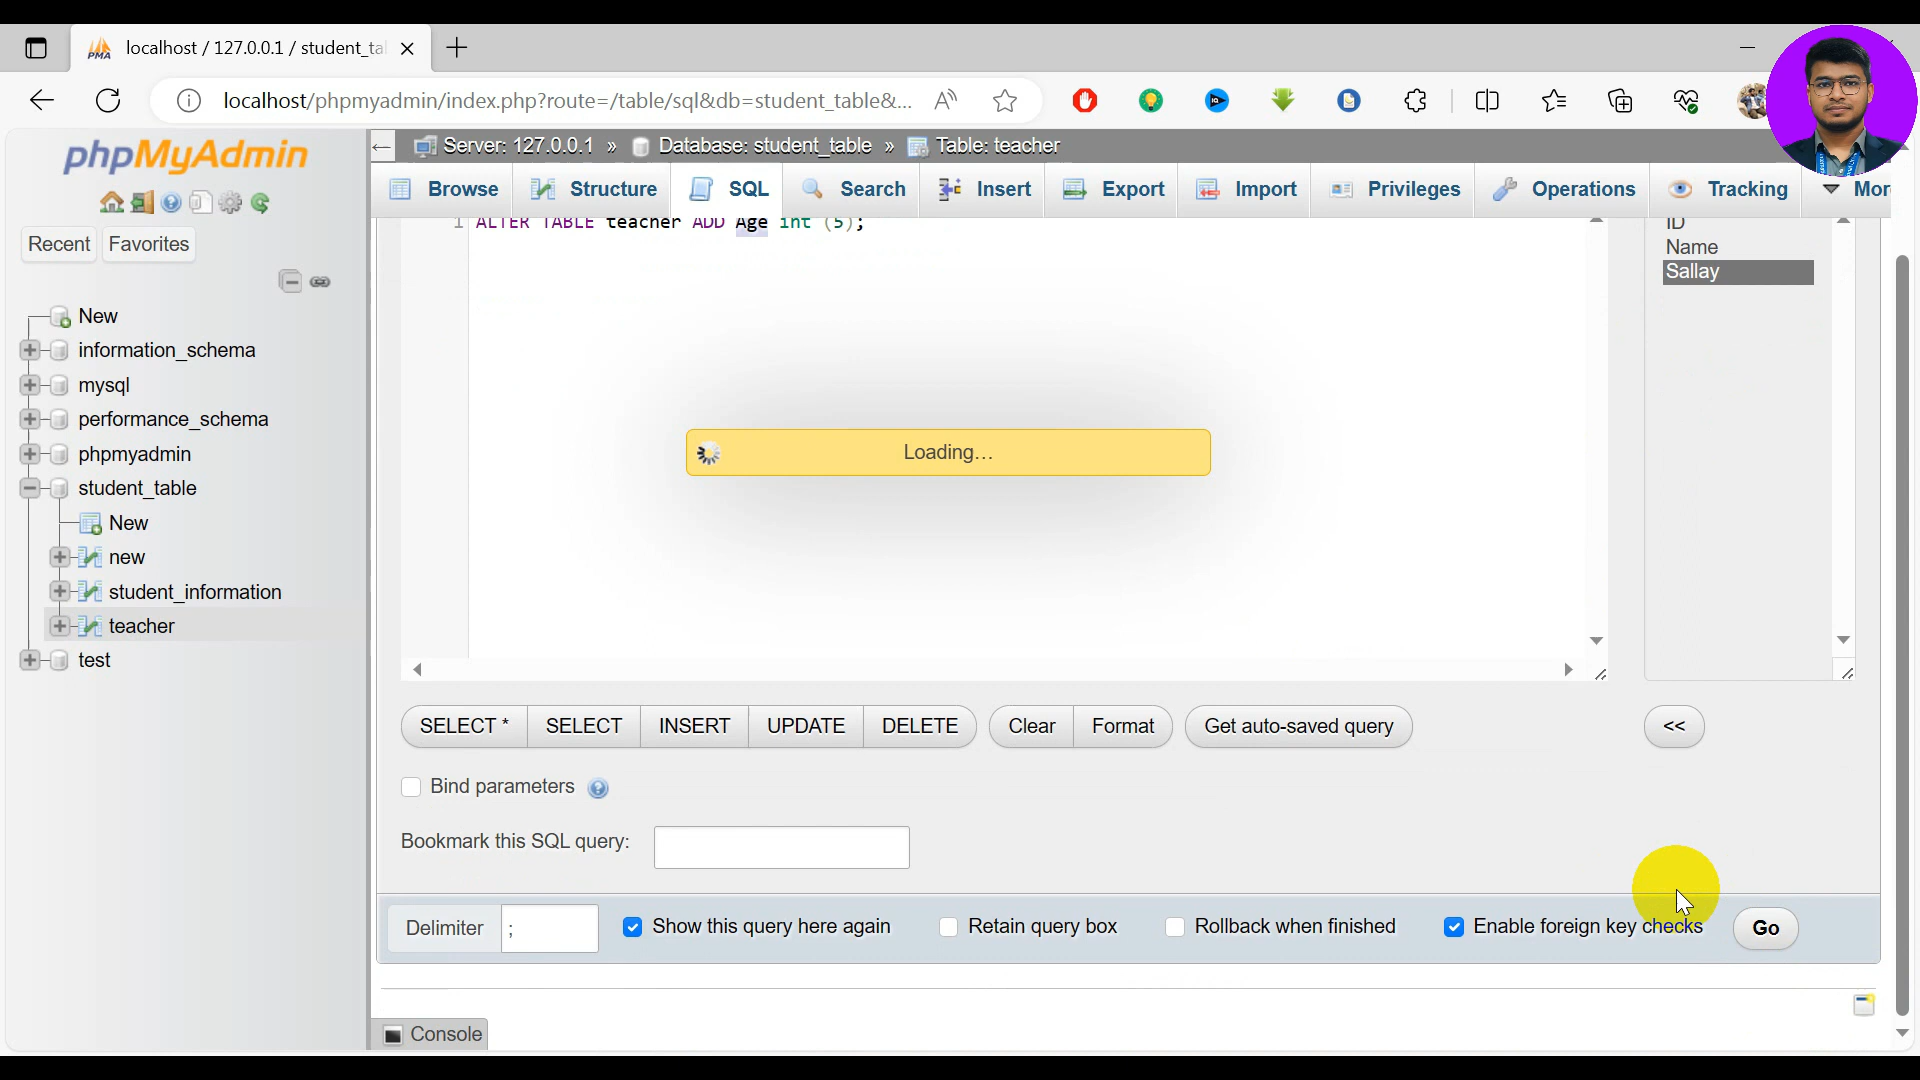 localhost / 127.0.0.1 / student_ta
localhost/phpmyadmin/index.php?route=/table/sql&db=student_table&...
phpMyAdmin
Server: 127.0.0.1 » Database: student_table » Table: teacher
Browse Structure SQL Search Insert Export Import Privileges Operations Tracking Mor
Recent Favorites
New
information_schema
mysql
performance_schema
phpmyadmin
student_table
New
new
student_information
teacher
test
1 ALTER TABLE teacher ADD Age int (5);
ID
Name
Sallay
Loading...
SELECT * SELECT INSERT UPDATE DELETE Clear Format Get auto-saved query <<
Bind parameters
Bookmark this SQL query:
Delimiter ; Show this query here again Retain query box Rollback when finished Enable foreign key checks Go
Console